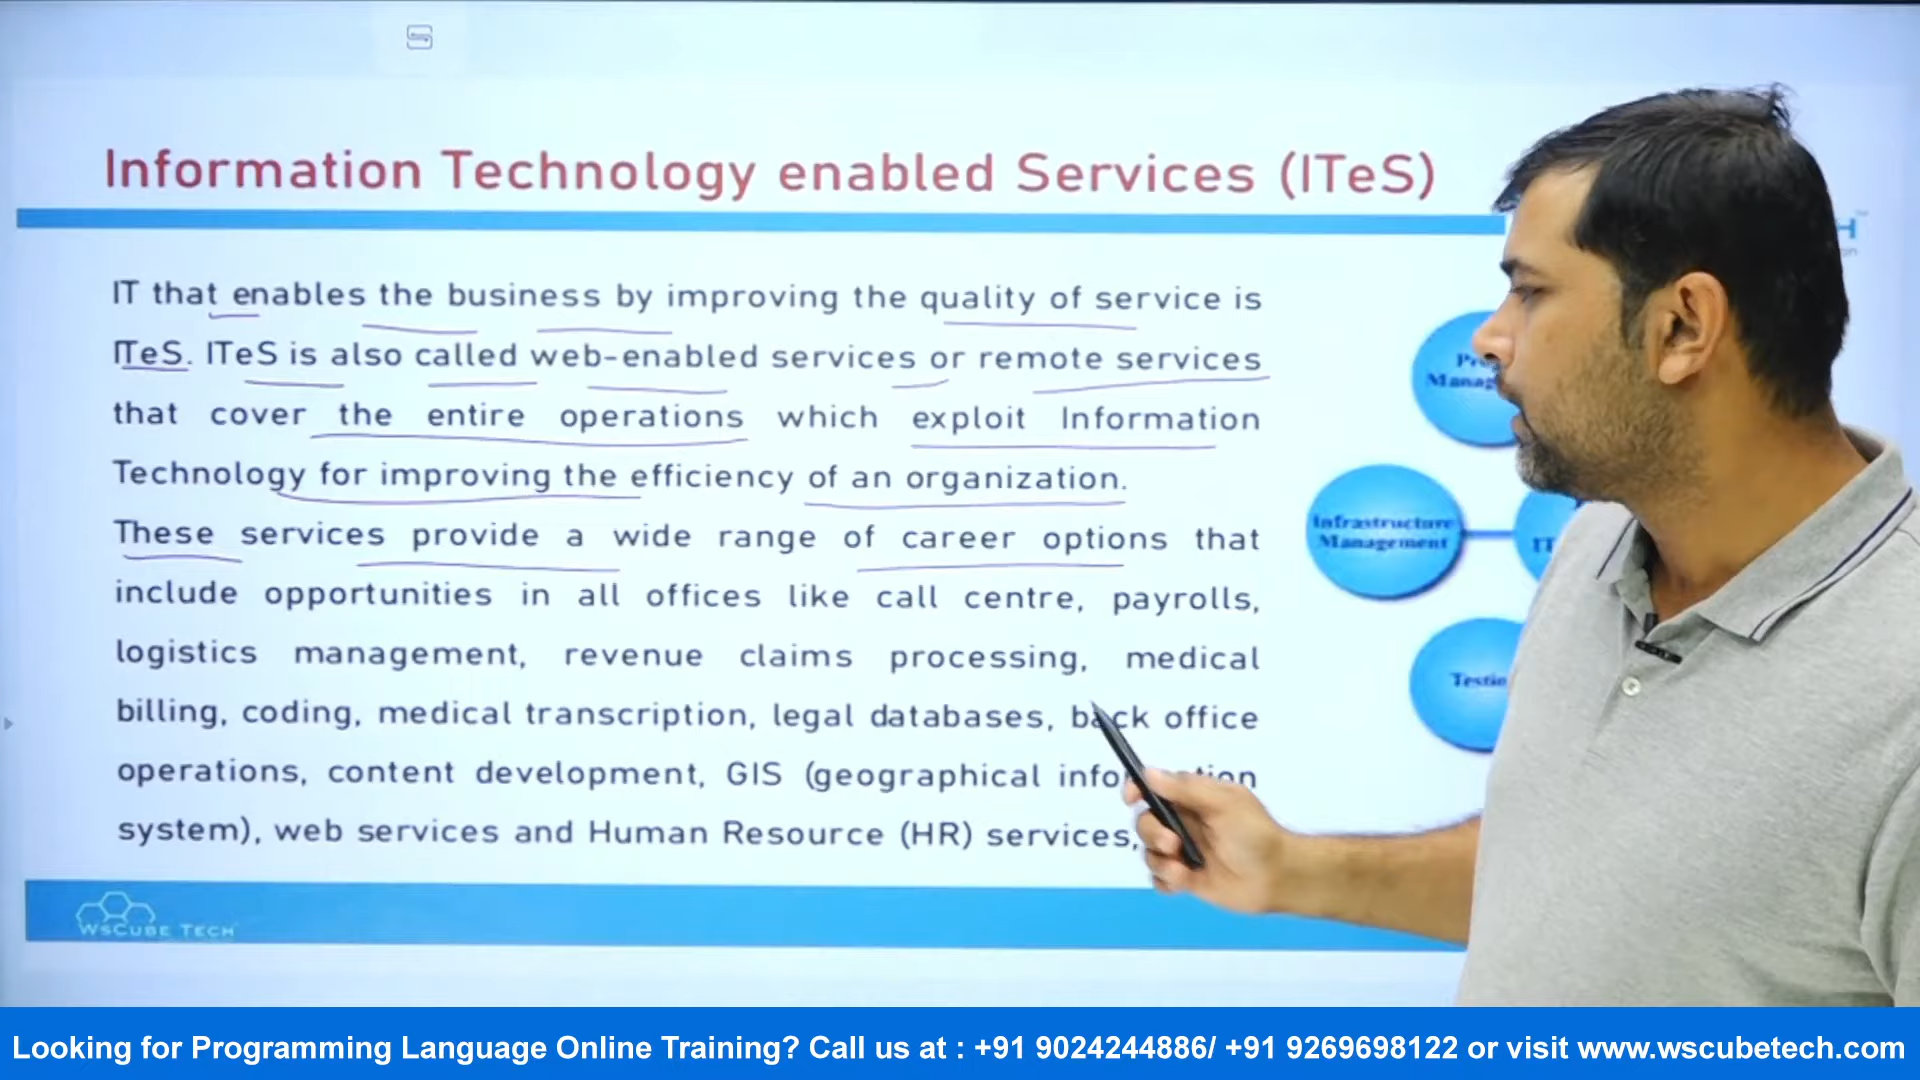 Information Technology enabled Services (ITeS)
IT that enables the business by improving the quality of service is
ITeS. ITeS is also called web-enabled services or remote services
that cover the entire operations which exploit Information
Technology for improving the efficiency of an organization.
These services provide a wide range of career options that
include opportunities in all offices like call centre, payrolls,
logistics management, revenue claims processing, medical
billing, coding, medical transcription, legal databases, back office
operations, content development, GIS (geographical information
system), web services and Human Resource (HR) services,
Infrastructure
Management
WsCube Tech
Looking for Programming Language Online Training? Call us at : +91 9024244886/ +91 9269698122 or visit www.wscubetech.com